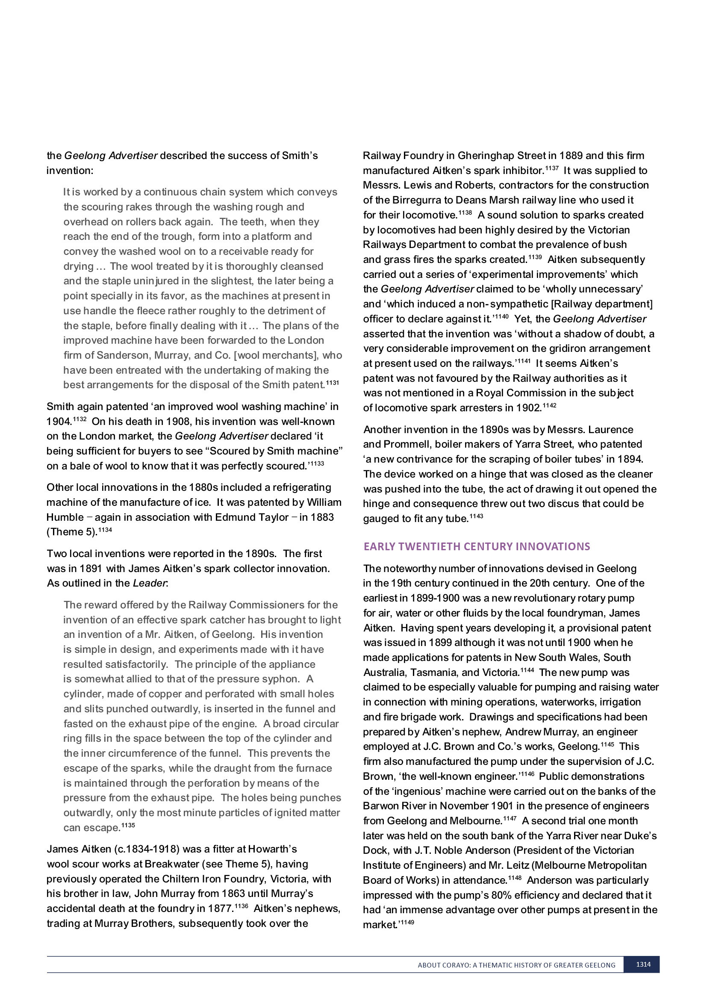 the Geelong Advertiser described the success of Smith’s
invention:
It is worked by a continuous chain system which conveys
the scouring rakes through the washing rough and
overhead on rollers back again.  The teeth, when they
reach the end of the trough, form into a platform and
convey the washed wool on to a receivable ready for
drying … The wool treated by it is thoroughly cleansed
and the staple uninjured in the slightest, the later being a
point specially in its favor, as the machines at present in
use handle the fleece rather roughly to the detriment of
the staple, before finally dealing with it … The plans of the
improved machine have been forwarded to the London
firm of Sanderson, Murray, and Co. [wool merchants], who
have been entreated with the undertaking of making the
best arrangements for the disposal of the Smith patent.1131
Smith again patented ‘an improved wool washing machine’ in
1904.1132  On his death in 1908, his invention was well-known
on the London market, the Geelong Advertiser declared ‘it
being sufficient for buyers to see “Scoured by Smith machine”
on a bale of wool to know that it was perfectly scoured.’1133
Other local innovations in the 1880s included a refrigerating
machine of the manufacture of ice.  It was patented by William
Humble – again in association with Edmund Taylor – in 1883
(Theme 5).1134
Two local inventions were reported in the 1890s.  The first
was in 1891 with James Aitken’s spark collector innovation.
As outlined in the Leader:
The reward offered by the Railway Commissioners for the
invention of an effective spark catcher has brought to light
an invention of a Mr. Aitken, of Geelong.  His invention
is simple in design, and experiments made with it have
resulted satisfactorily.  The principle of the appliance
is somewhat allied to that of the pressure syphon.  A
cylinder, made of copper and perforated with small holes
and slits punched outwardly, is inserted in the funnel and
fasted on the exhaust pipe of the engine.  A broad circular
ring fills in the space between the top of the cylinder and
the inner circumference of the funnel.  This prevents the
escape of the sparks, while the draught from the furnace
is maintained through the perforation by means of the
pressure from the exhaust pipe.  The holes being punches
outwardly, only the most minute particles of ignited matter
can escape.1135
James Aitken (c.1834-1918) was a fitter at Howarth’s
wool scour works at Breakwater (see Theme 5), having
previously operated the Chiltern Iron Foundry, Victoria, with
his brother in law, John Murray from 1863 until Murray’s
accidental death at the foundry in 1877.1136  Aitken’s nephews,
trading at Murray Brothers, subsequently took over the
Railway Foundry in Gheringhap Street in 1889 and this firm
manufactured Aitken’s spark inhibitor.1137  It was supplied to
Messrs. Lewis and Roberts, contractors for the construction
of the Birregurra to Deans Marsh railway line who used it
for their locomotive.1138  A sound solution to sparks created
by locomotives had been highly desired by the Victorian
Railways Department to combat the prevalence of bush
and grass fires the sparks created.1139  Aitken subsequently
carried out a series of ‘experimental improvements’ which
the Geelong Advertiser claimed to be ‘wholly unnecessary’
and ‘which induced a non-sympathetic [Railway department]
officer to declare against it.’1140  Yet, the Geelong Advertiser
asserted that the invention was ‘without a shadow of doubt, a
very considerable improvement on the gridiron arrangement
at present used on the railways.’1141  It seems Aitken’s
patent was not favoured by the Railway authorities as it
was not mentioned in a Royal Commission in the subject
of locomotive spark arresters in 1902.1142
Another invention in the 1890s was by Messrs. Laurence
and Prommell, boiler makers of Yarra Street, who patented
‘a new contrivance for the scraping of boiler tubes’ in 1894.
The device worked on a hinge that was closed as the cleaner
was pushed into the tube, the act of drawing it out opened the
hinge and consequence threw out two discus that could be
gauged to fit any tube.1143
EARLY TWENTIETH CENTURY INNOVATIONS
The noteworthy number of innovations devised in Geelong
in the 19th century continued in the 20th century.  One of the
earliest in 1899-1900 was a new revolutionary rotary pump
for air, water or other fluids by the local foundryman, James
Aitken.  Having spent years developing it, a provisional patent
was issued in 1899 although it was not until 1900 when he
made applications for patents in New South Wales, South
Australia, Tasmania, and Victoria.1144  The new pump was
claimed to be especially valuable for pumping and raising water
in connection with mining operations, waterworks, irrigation
and fire brigade work.  Drawings and specifications had been
prepared by Aitken’s nephew, Andrew Murray, an engineer
employed at J.C. Brown and Co.’s works, Geelong.1145  This
firm also manufactured the pump under the supervision of J.C.
Brown, ‘the well-known engineer.’1146  Public demonstrations
of the ‘ingenious’ machine were carried out on the banks of the
Barwon River in November 1901 in the presence of engineers
from Geelong and Melbourne.1147  A second trial one month
later was held on the south bank of the Yarra River near Duke’s
Dock, with J.T. Noble Anderson (President of the Victorian
Institute of Engineers) and Mr. Leitz (Melbourne Metropolitan
Board of Works) in attendance.1148  Anderson was particularly
impressed with the pump’s 80% efficiency and declared that it
had ‘an immense advantage over other pumps at present in the
market.’1149
ABOUT CORAYO: A THEMATIC HISTORY OF GREATER GEELONG
1314